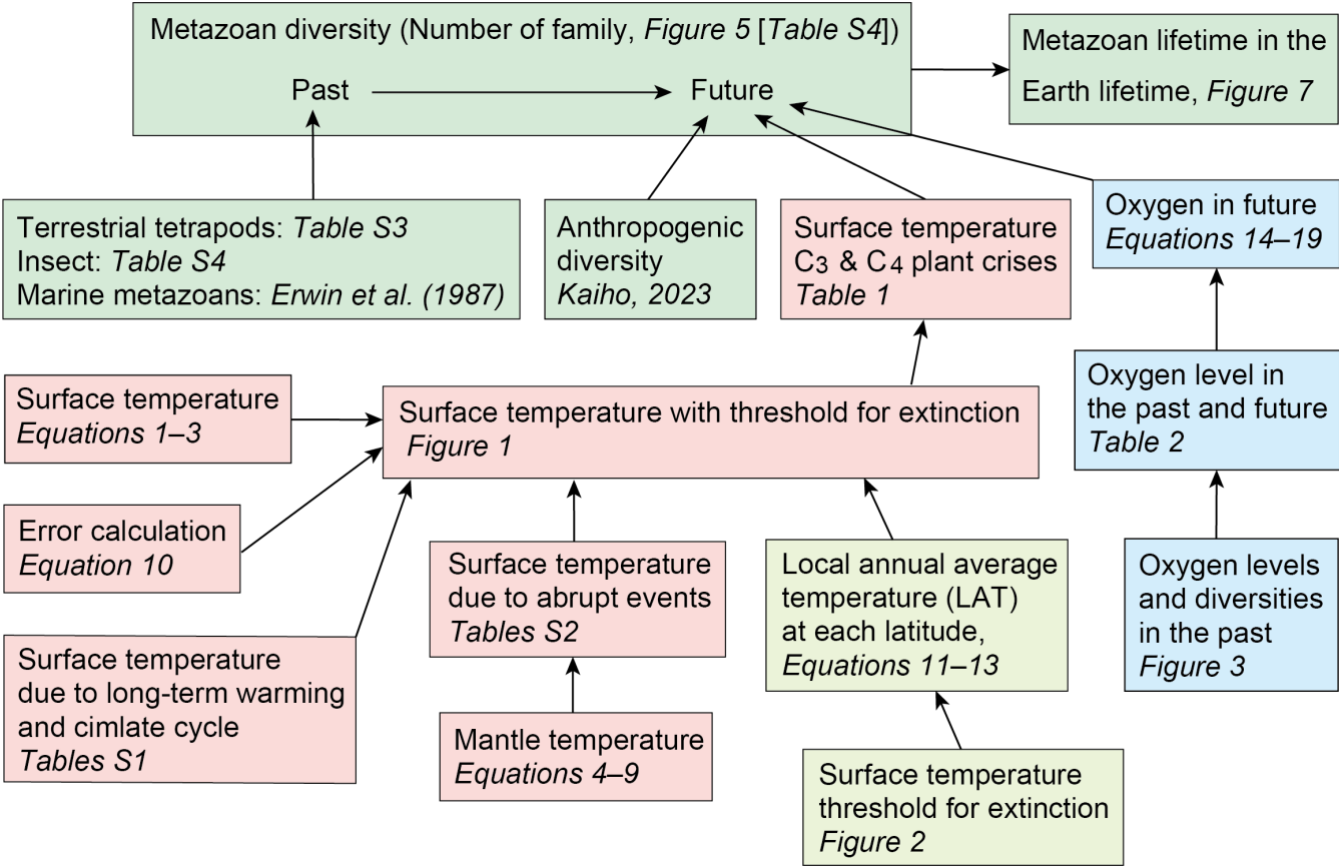 Metazoan diversity (Number of family, Figure 5 [Table S4])
Past
Future
Metazoan lifetime in the
Earth lifetime, Figure 7
Terrestrial tetrapods: Table S3
Insect: Table S4
Marine metazoans: Erwin et al. (1987)
Anthropogenic
diversity
Kaiho, 2023
Surface temperature
C3 & C4 plant crises
Table 1
Oxygen in future
Equations 14–19
Surface temperature
Equations 1–3
Surface temperature with threshold for extinction
Figure 1
Oxygen level in
the past and future
Table 2
Error calculation
Equation 10
Surface temperature
due to abrupt events
Tables S2
Local annual average
temperature (LAT)
at each latitude,
Equations 11–13
Oxygen levels
and diversities
in the past
Figure 3
Surface temperature
due to long-term warming
and cimlate cycle
Tables S1
Mantle temperature
Equations 4–9
Surface temperature
threshold for extinction
Figure 2